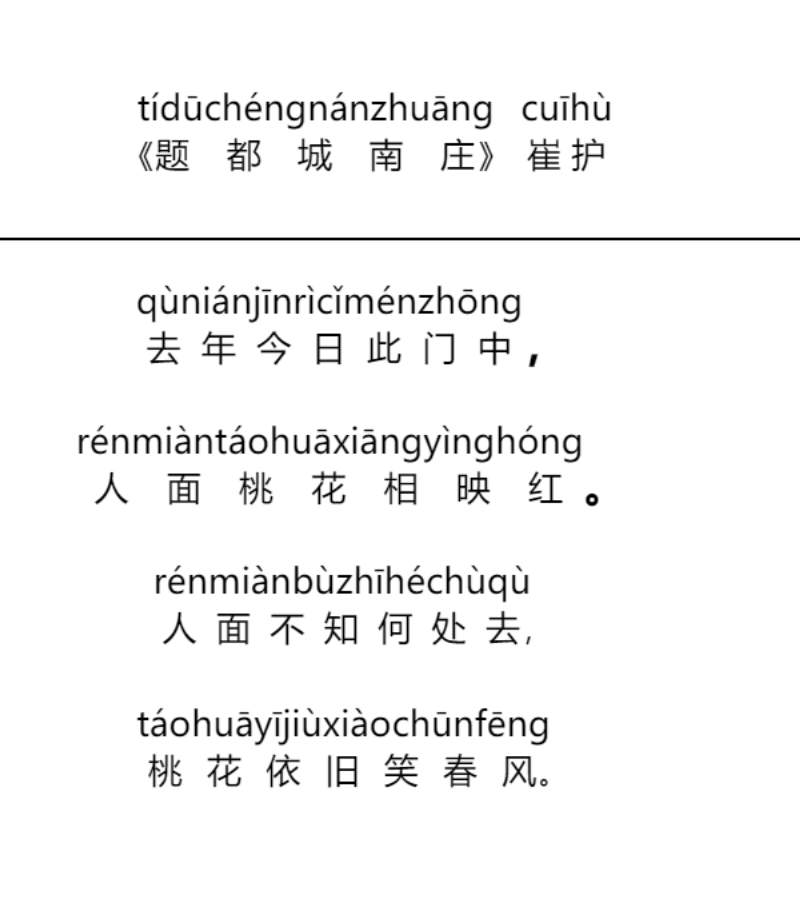 tídūchéngnánzhuāng cuīhù
《题都城南庄》 崔护
qùniánjīnrìcǐménzhōng
去年今日此门中，
rénmiàntáohuāxiāngyìnghóng
人面桃花相映红。
rénmiànbùzhīhéchùqù
人面不知何处去,
táohuāyījiùxiàochūnfēng
桃花依旧笑春风。